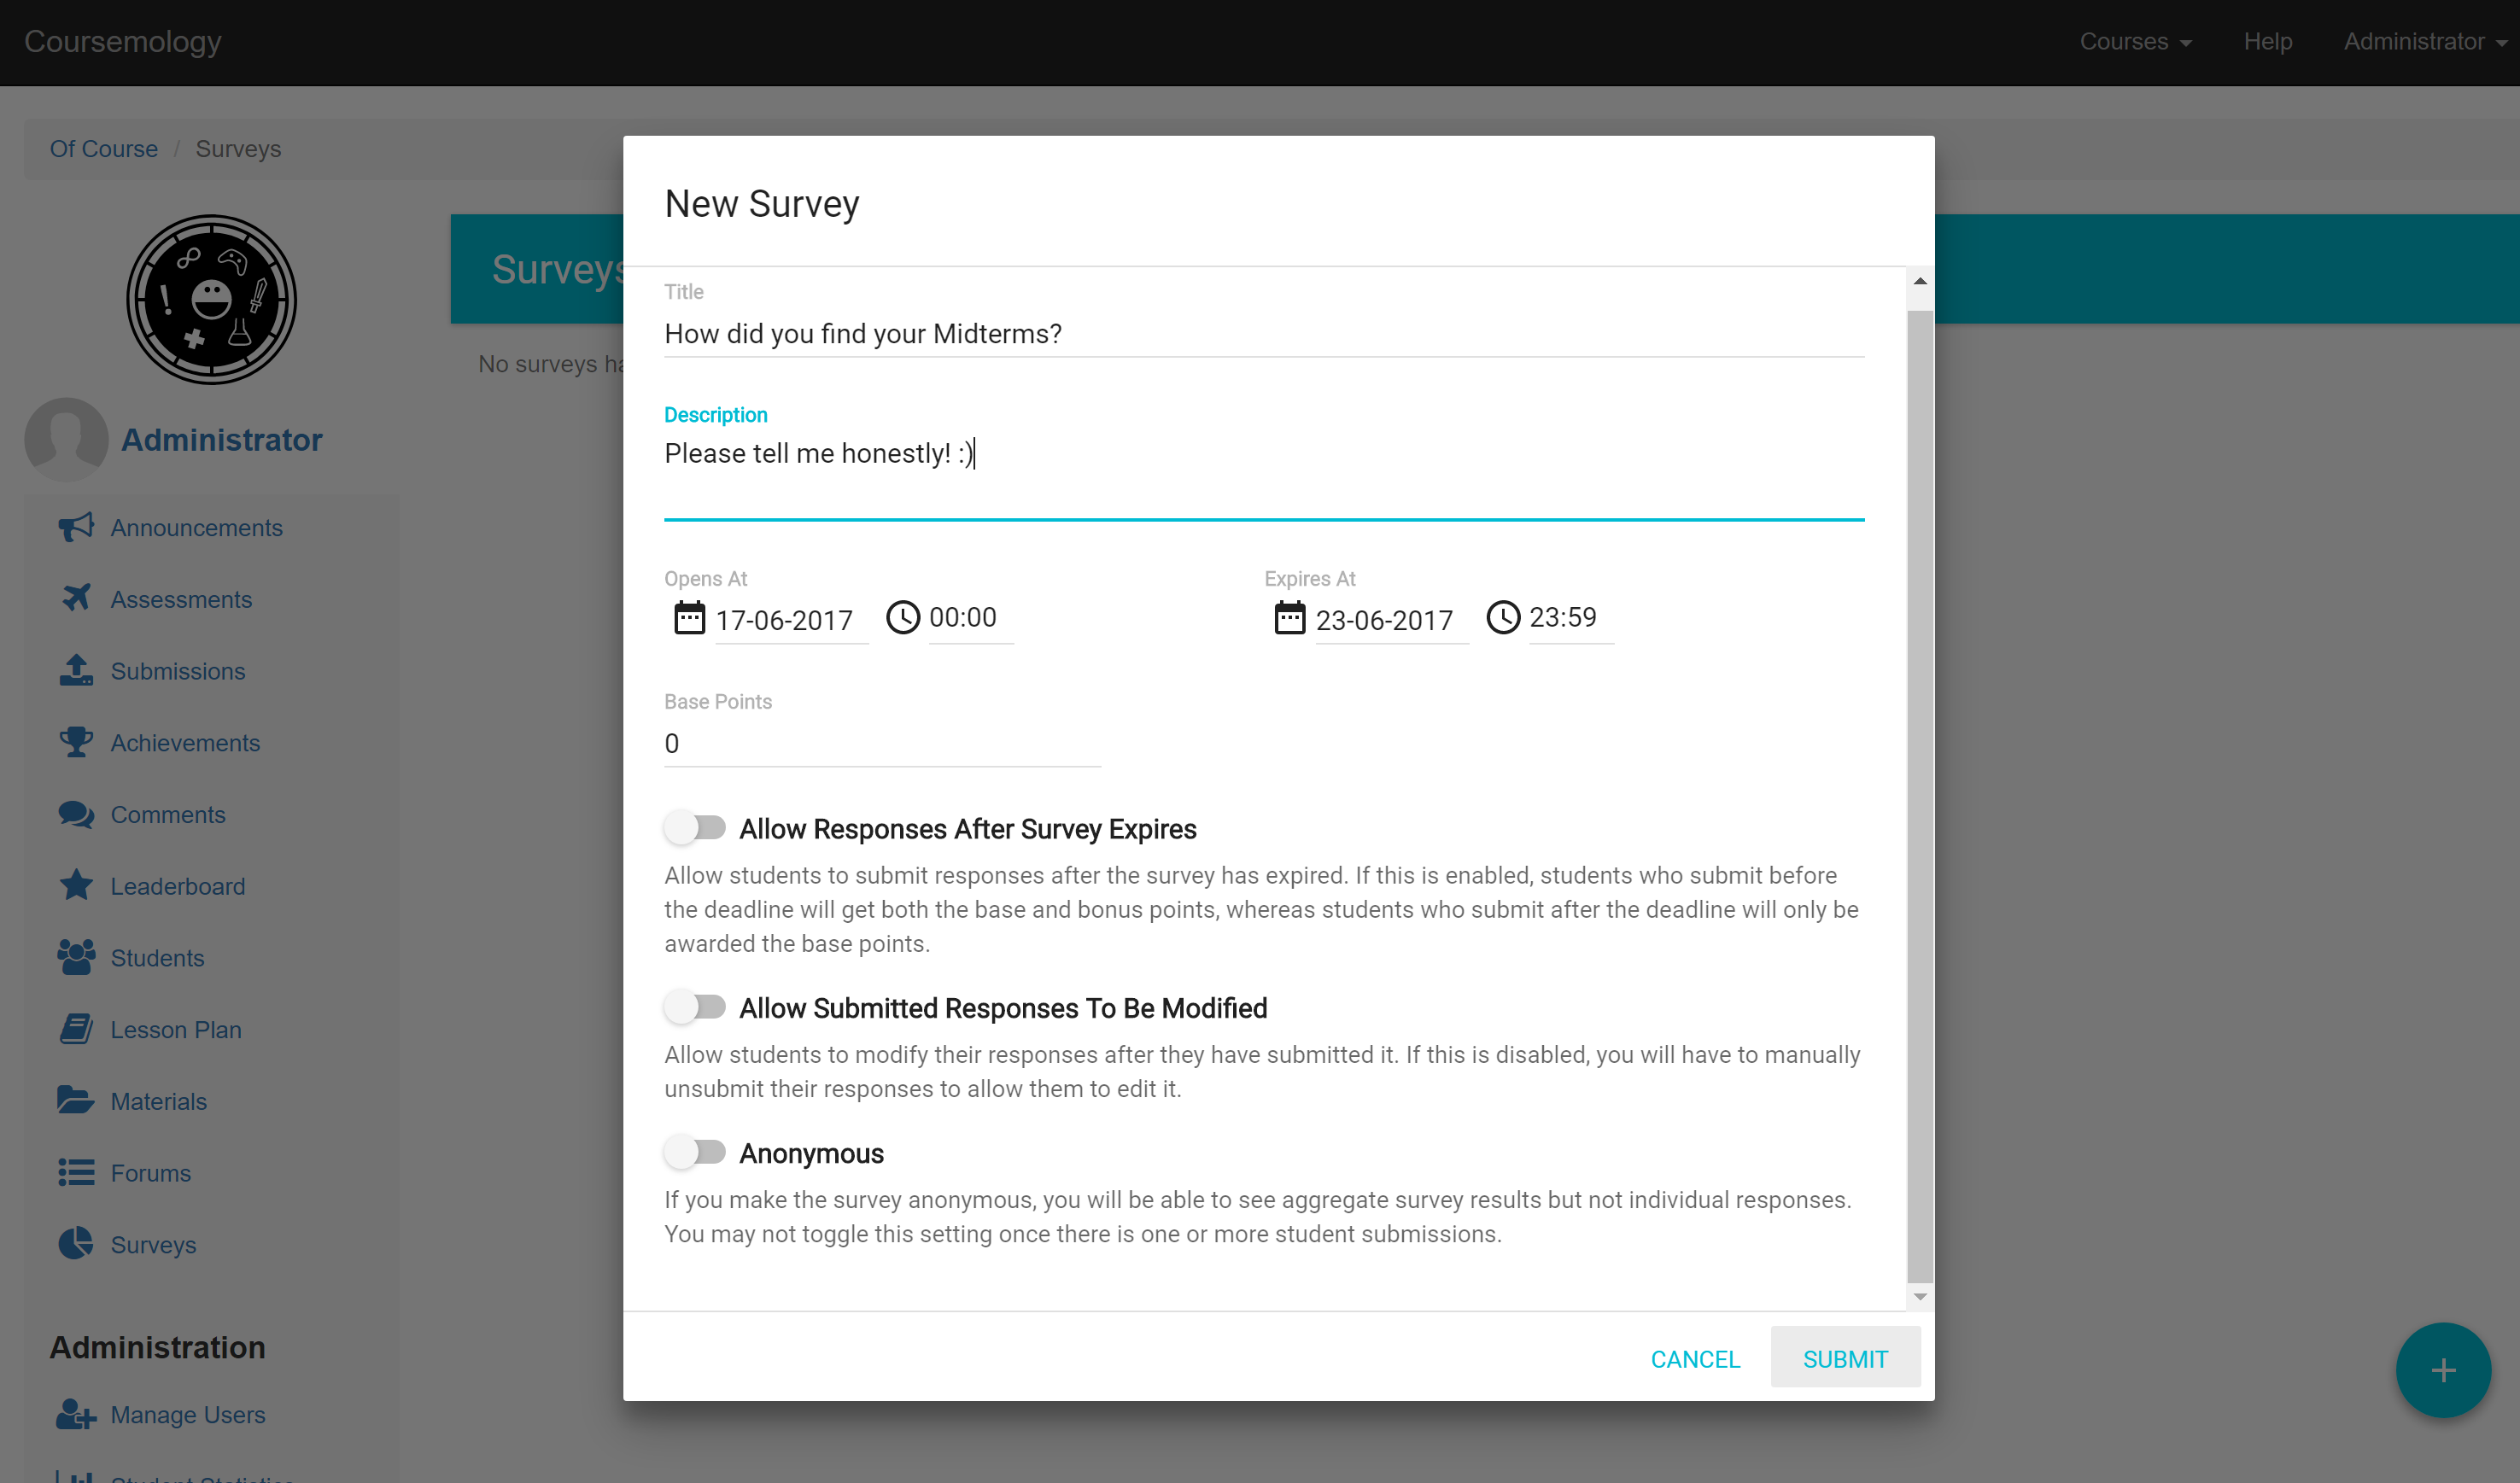 Coursemology
Courses
Help
Administrator
Of Course / Surveys
Administrator
Announcements
Assessments
Submissions
Achievements
Comments
Leaderboard
Students
Lesson Plan
Materials
Forums
Surveys
Administration
Manage Users
Surveys
No surveys
New Survey
Title
How did you find your Midterms?
Description
Please tell me honestly! :)
Opens At
17-06-2017 00:00
Expires At
23-06-2017 23:59
Base Points
0
Allow Responses After Survey Expires
Allow students to submit responses after the survey has expired. If this is enabled, students who submit before
the deadline will get both the base and bonus points, whereas students who submit after the deadline will only be
awarded the base points.
Allow Submitted Responses To Be Modified
Allow students to modify their responses after they have submitted it. If this is disabled, you will have to manually
unsubmit their responses to allow them to edit it.
Anonymous
If you make the survey anonymous, you will be able to see aggregate survey results but not individual responses.
You may not toggle this setting once there is one or more student submissions.
CANCEL
SUBMIT